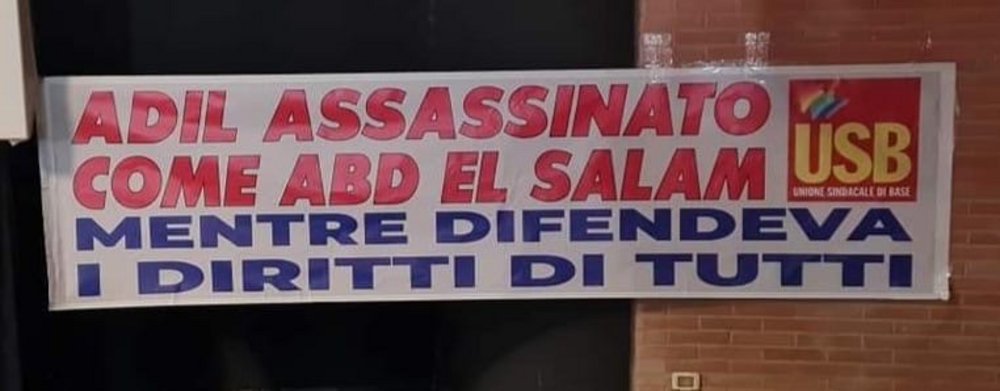 ADIL ASSASSINATO
COME ABD EL SALAM
MENTRE DIFENDEVA
I DIRITTI DI TUTTI
USB
UNIONE SINDACALE DI BASE